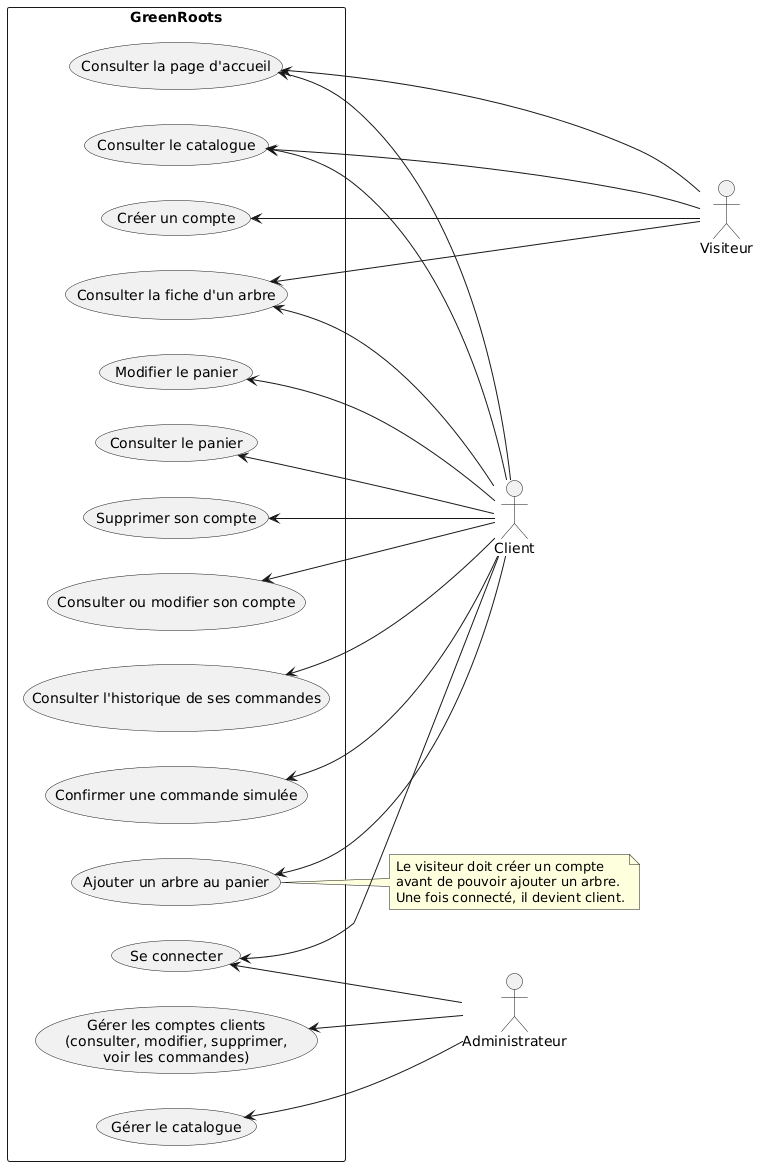 GreenRoots
Consulter la page d'accueil
Consulter le catalogue
Créer un compte
Visiteur
Consulter la fiche d'un arbre
Modifier le panier
Consulter le panier
Supprimer son compte
Client
Consulter ou modifier son compte
Consulter l'historique de ses commandes
Confirmer une commande simulée
Ajouter un arbre au panier
Le visiteur doit créer un compte
avant de pouvoir ajouter un arbre.
Une fois connecté, il devient client.
Se connecter
Gérer les comptes clients
(consulter, modifier, supprimer,
voir les commandes)
Administrateur
Gérer le catalogue